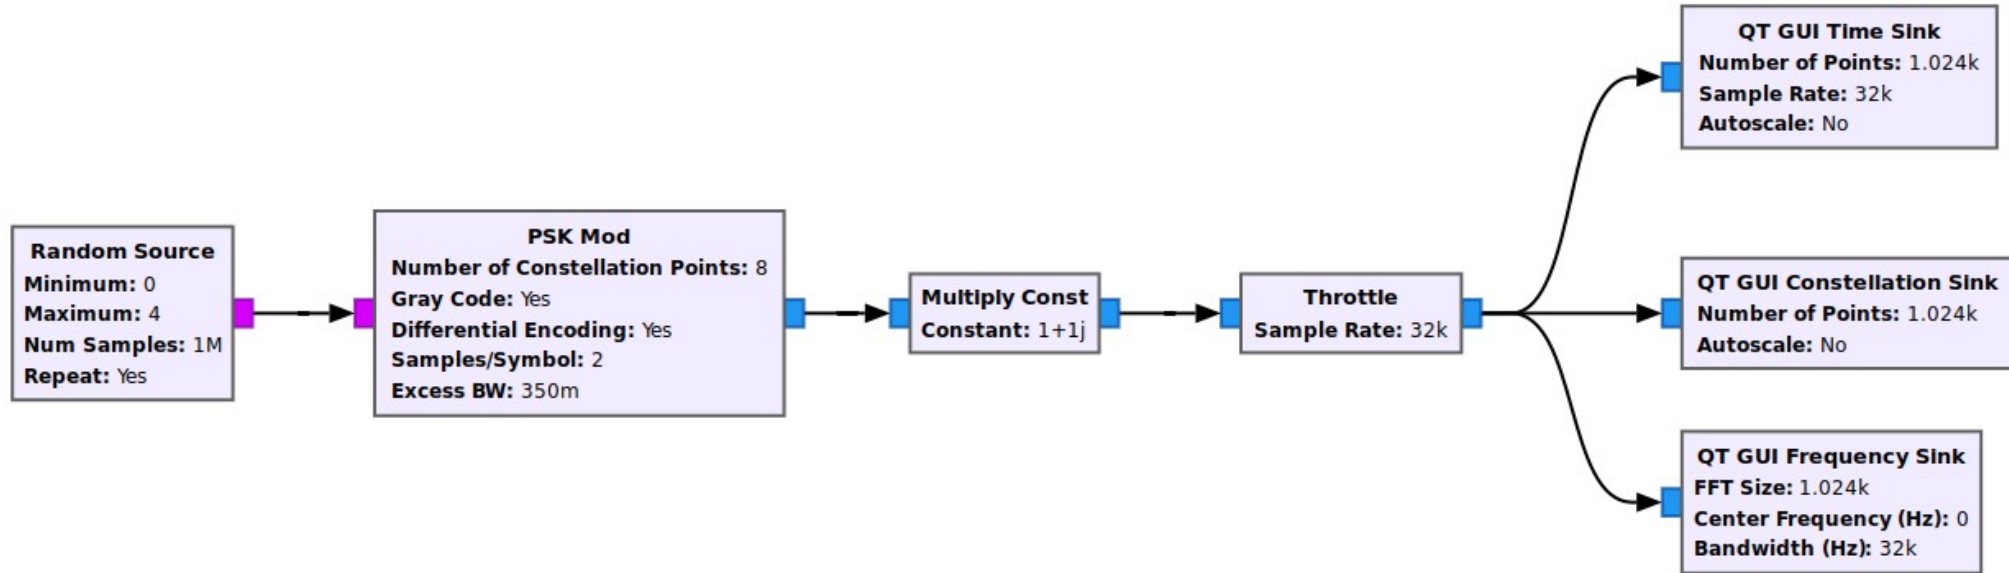 Random Source
Minimum: 0
Maximum: 4
Num Samples: 1M
Repeat: Yes
PSK Mod
Number of Constellation Points: 8
Gray Code: Yes
Differential Encoding: Yes
Samples/Symbol: 2
Excess BW: 350m
Multiply Const
Constant: 1+1j
Throttle
Sample Rate: 32k
QT GUI Time Sink
Number of Points: 1.024k
Sample Rate: 32k
Autoscale: No
QT GUI Constellation Sink
Number of Points: 1.024k
Autoscale: No
QT GUI Frequency Sink
FFT Size: 1.024k
Center Frequency (Hz): 0
Bandwidth (Hz): 32k